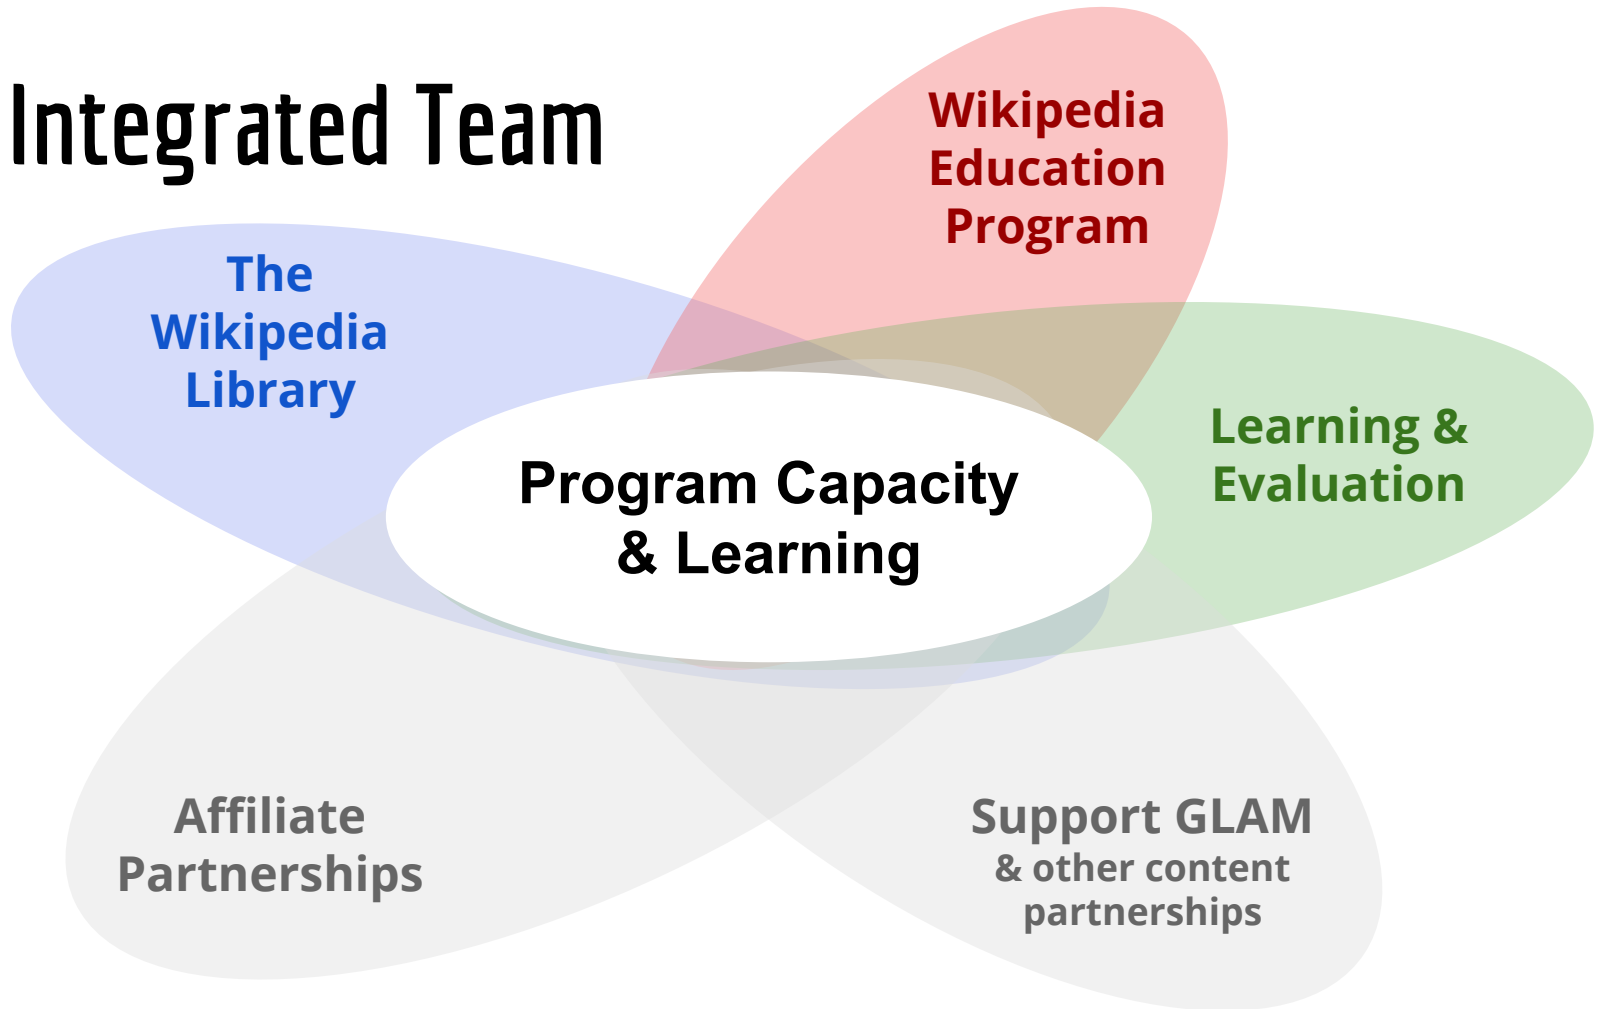 Integrated Team
Wikipedia
Education
Program
The
Wikipedia
Library
Learning &
Evaluation
Program Capacity
& Learning
Affiliate
Partnerships
Support GLAM
& other content
partnerships